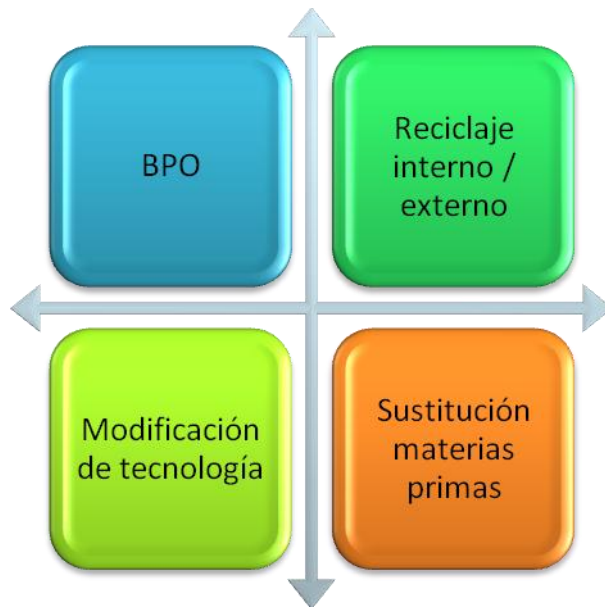 BPO
Reciclaje
interno /
externo
Modificación
de tecnología
Sustitución
materias
primas